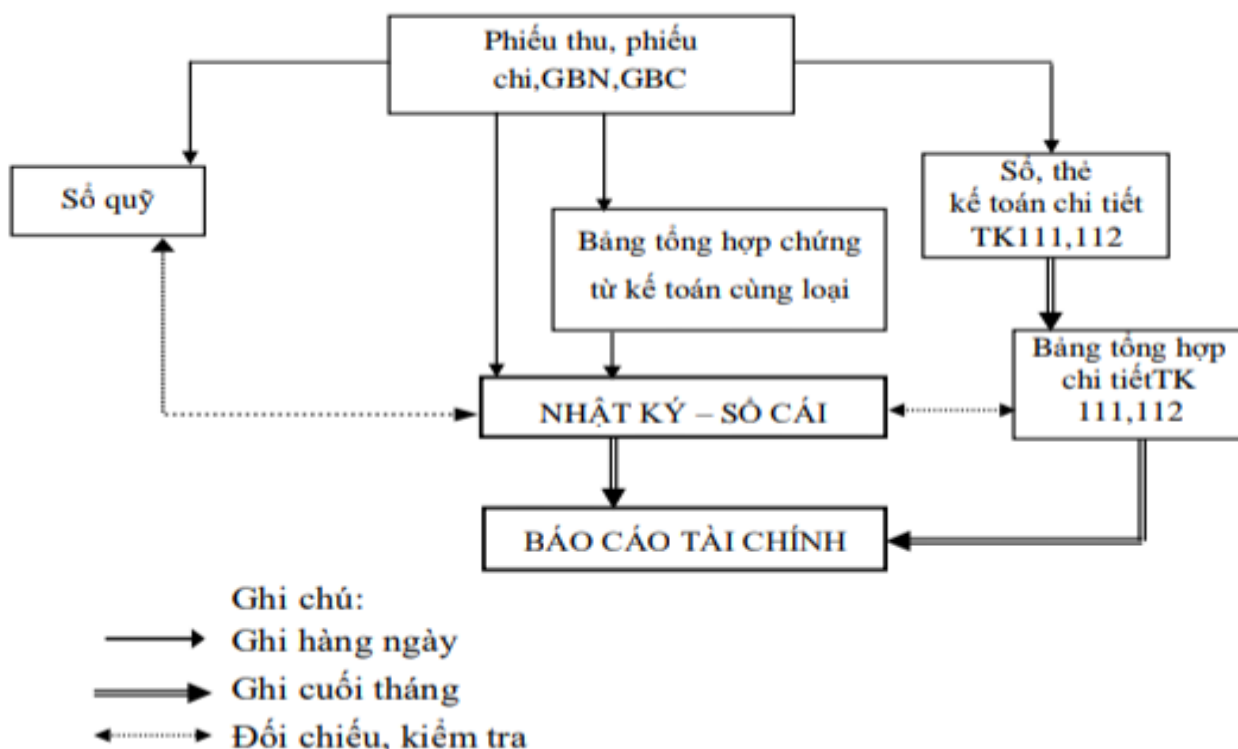 Phiếu thu, phiếu
chi,GBN,GBC
Sổ quỹ
Sổ, thẻ
kế toán chi tiết
TK111,112
Bảng tổng hợp chứng
từ kế toán cùng loại
Bảng tổng hợp
chi tiếtTK
111,112
NHẬT KÝ – SỔ CÁI
BÁO CÁO TÀI CHÍNH
Ghi chú:
Ghi hàng ngày
Ghi cuối tháng
Đối chiếu, kiểm tra